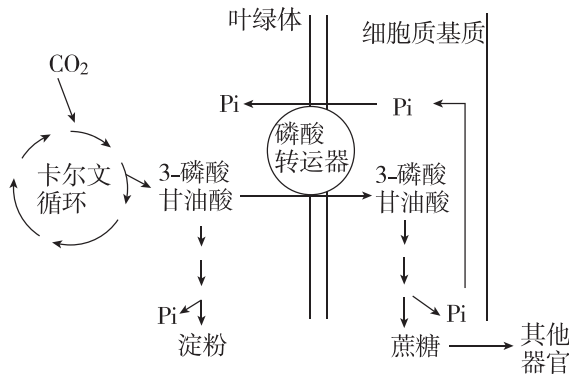 叶绿体
细胞质基质
CO₂
Pi
Pi
磷酸
转运器
卡尔文
循环
3-磷酸
甘油酸
3-磷酸
甘油酸
Pi
淀粉
Pi
蔗糖
其他
器官